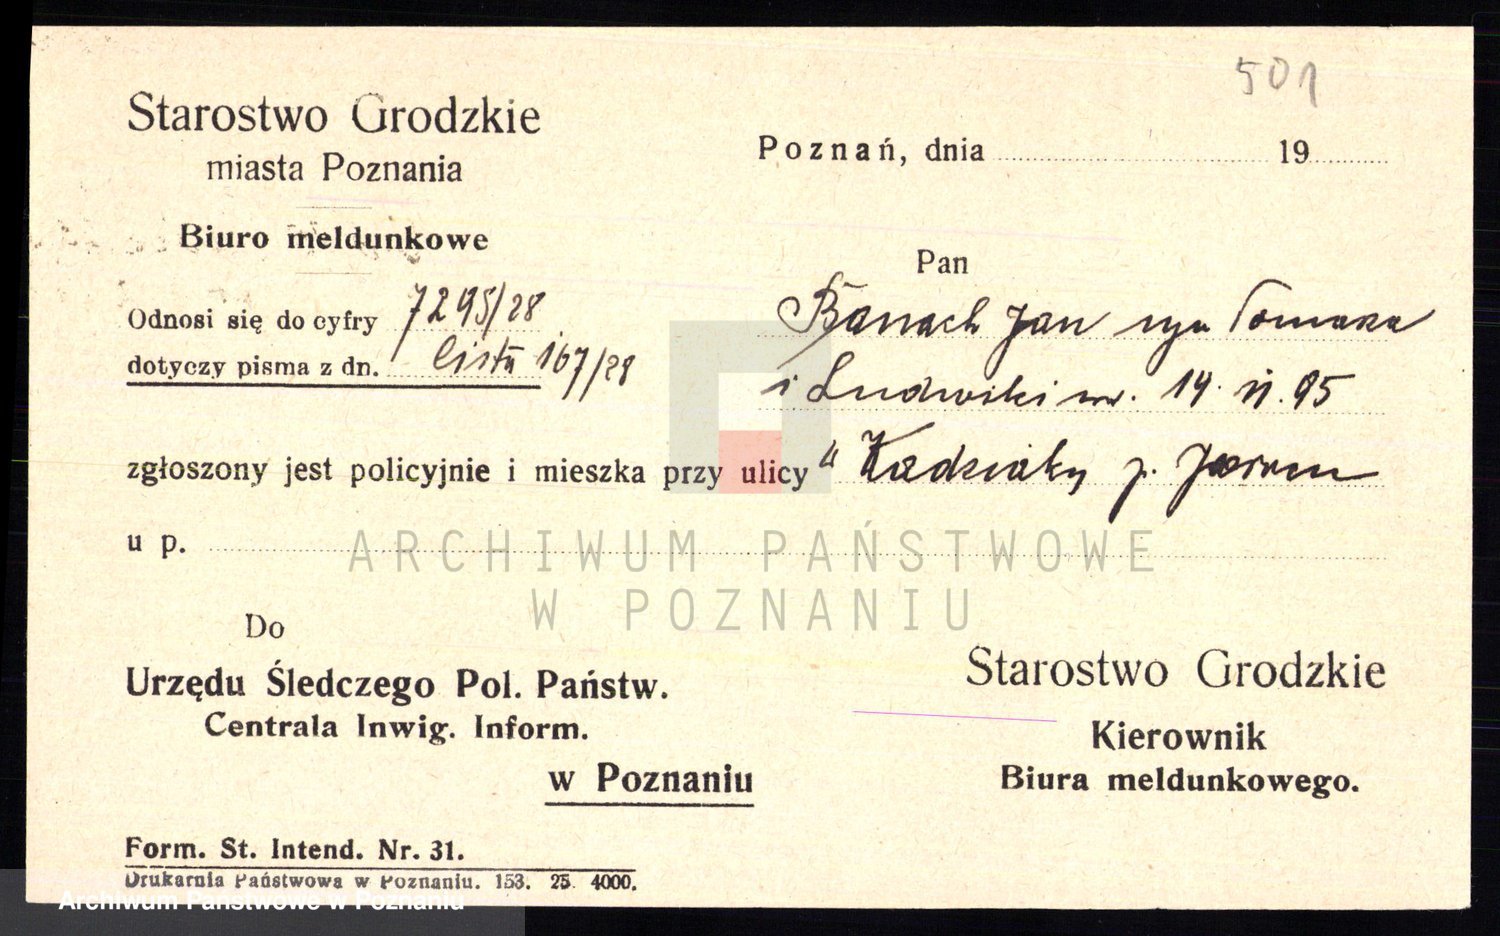 501
Starostwo Grodzkie
miasta Poznania
Poznań, dnia 19
Biuro meldunkowe
Pan
Odnosi się do cyfry 7295/28
dotyczy pisma z dn. lista 167/28
Banach Jan syn Tomasza
i Ludwiki ur. 14. II. 95
zgłoszony jest policyjnie i mieszka przy ulicy
u p.
ARCHIWUM PAŃSTWOWE
W POZNANIU
Do
Urzędu Śledczego Pol. Państw.
Centrala Inwig. Inform.
w Poznaniu
Starostwo Grodzkie
Kierownik
Biura meldunkowego.
Form. St. Intend. Nr. 31.
Drukarnia Państwowa w Poznaniu. 153. 25 4000.
Archiwum Państwowe w Poznaniu